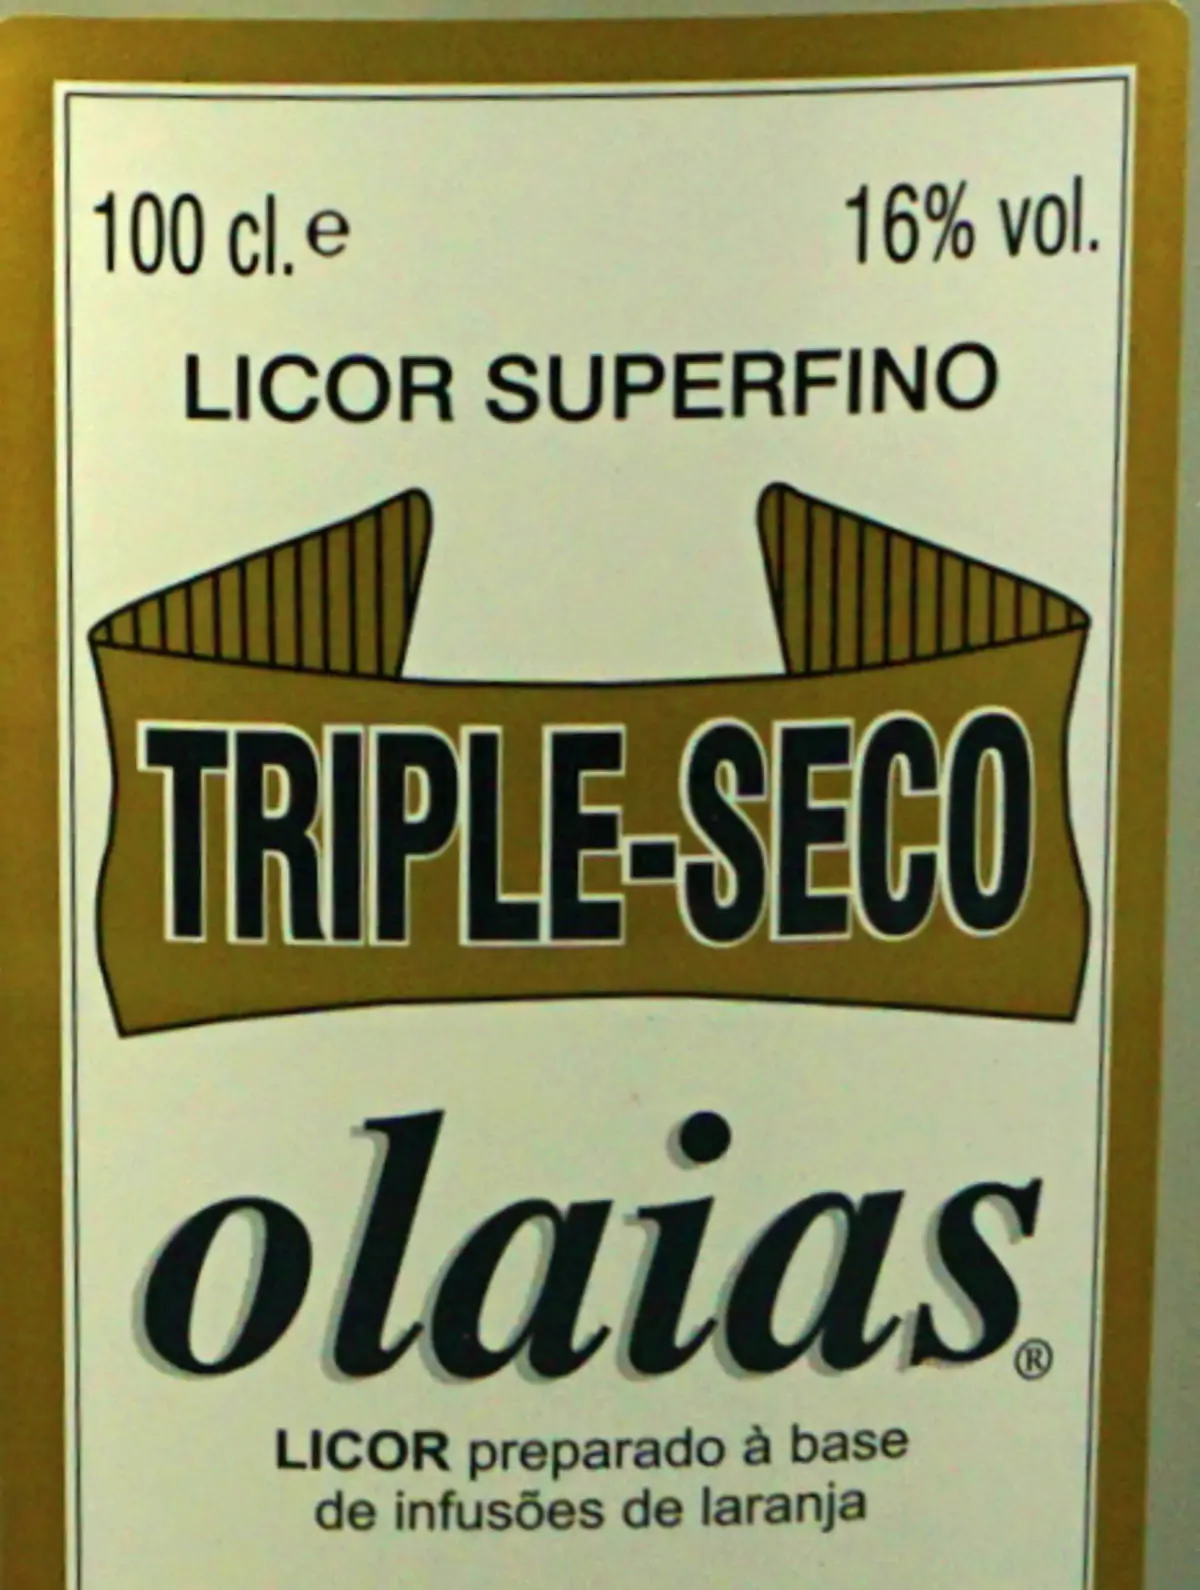 100 cl. e 16% vol.
LICOR SUPERFINO
TRIPLE-SECO
olaias®
LICOR preparado à base
de infusões de laranja